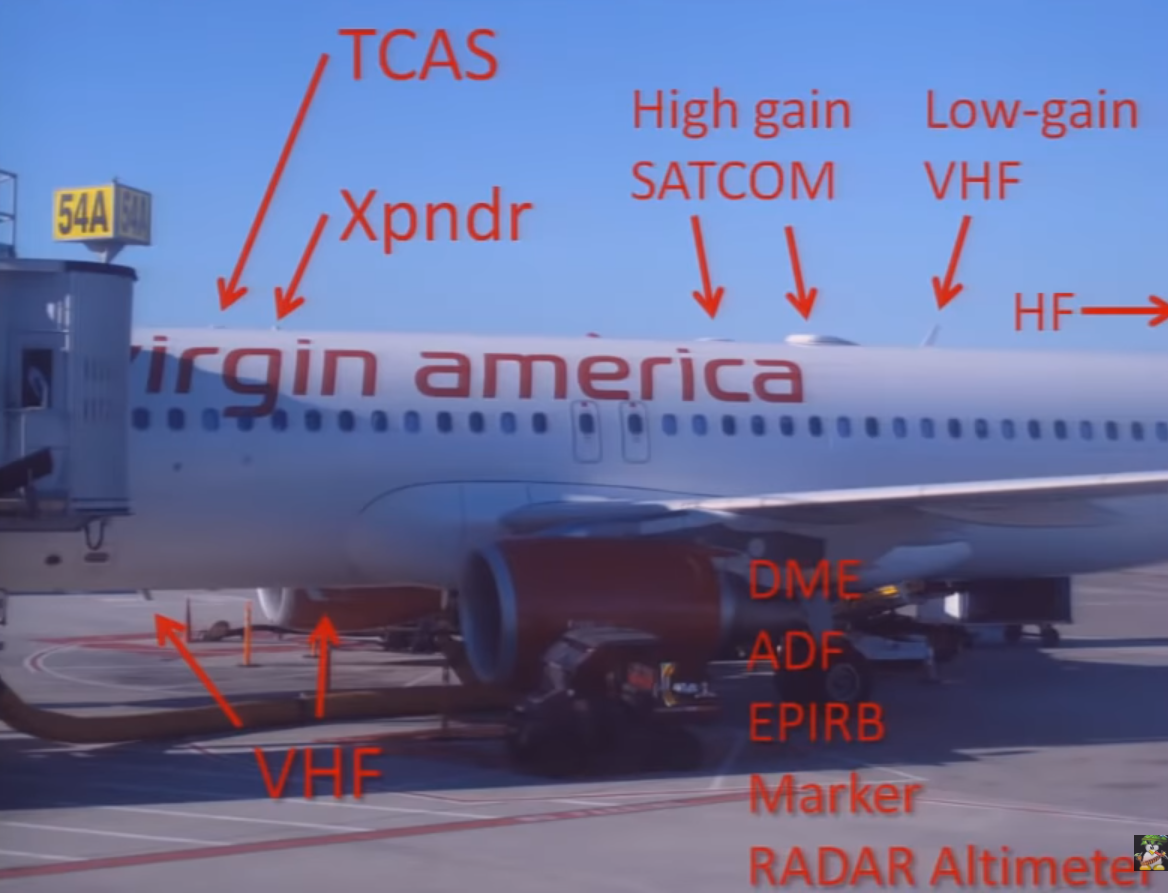 TCAS
High gain
SATCOM
Low-gain
VHF
54A
54A
Xpndr
HF
virgin america
DME
ADF
EPIRB
VHF
Marker
RADAR Altimeter